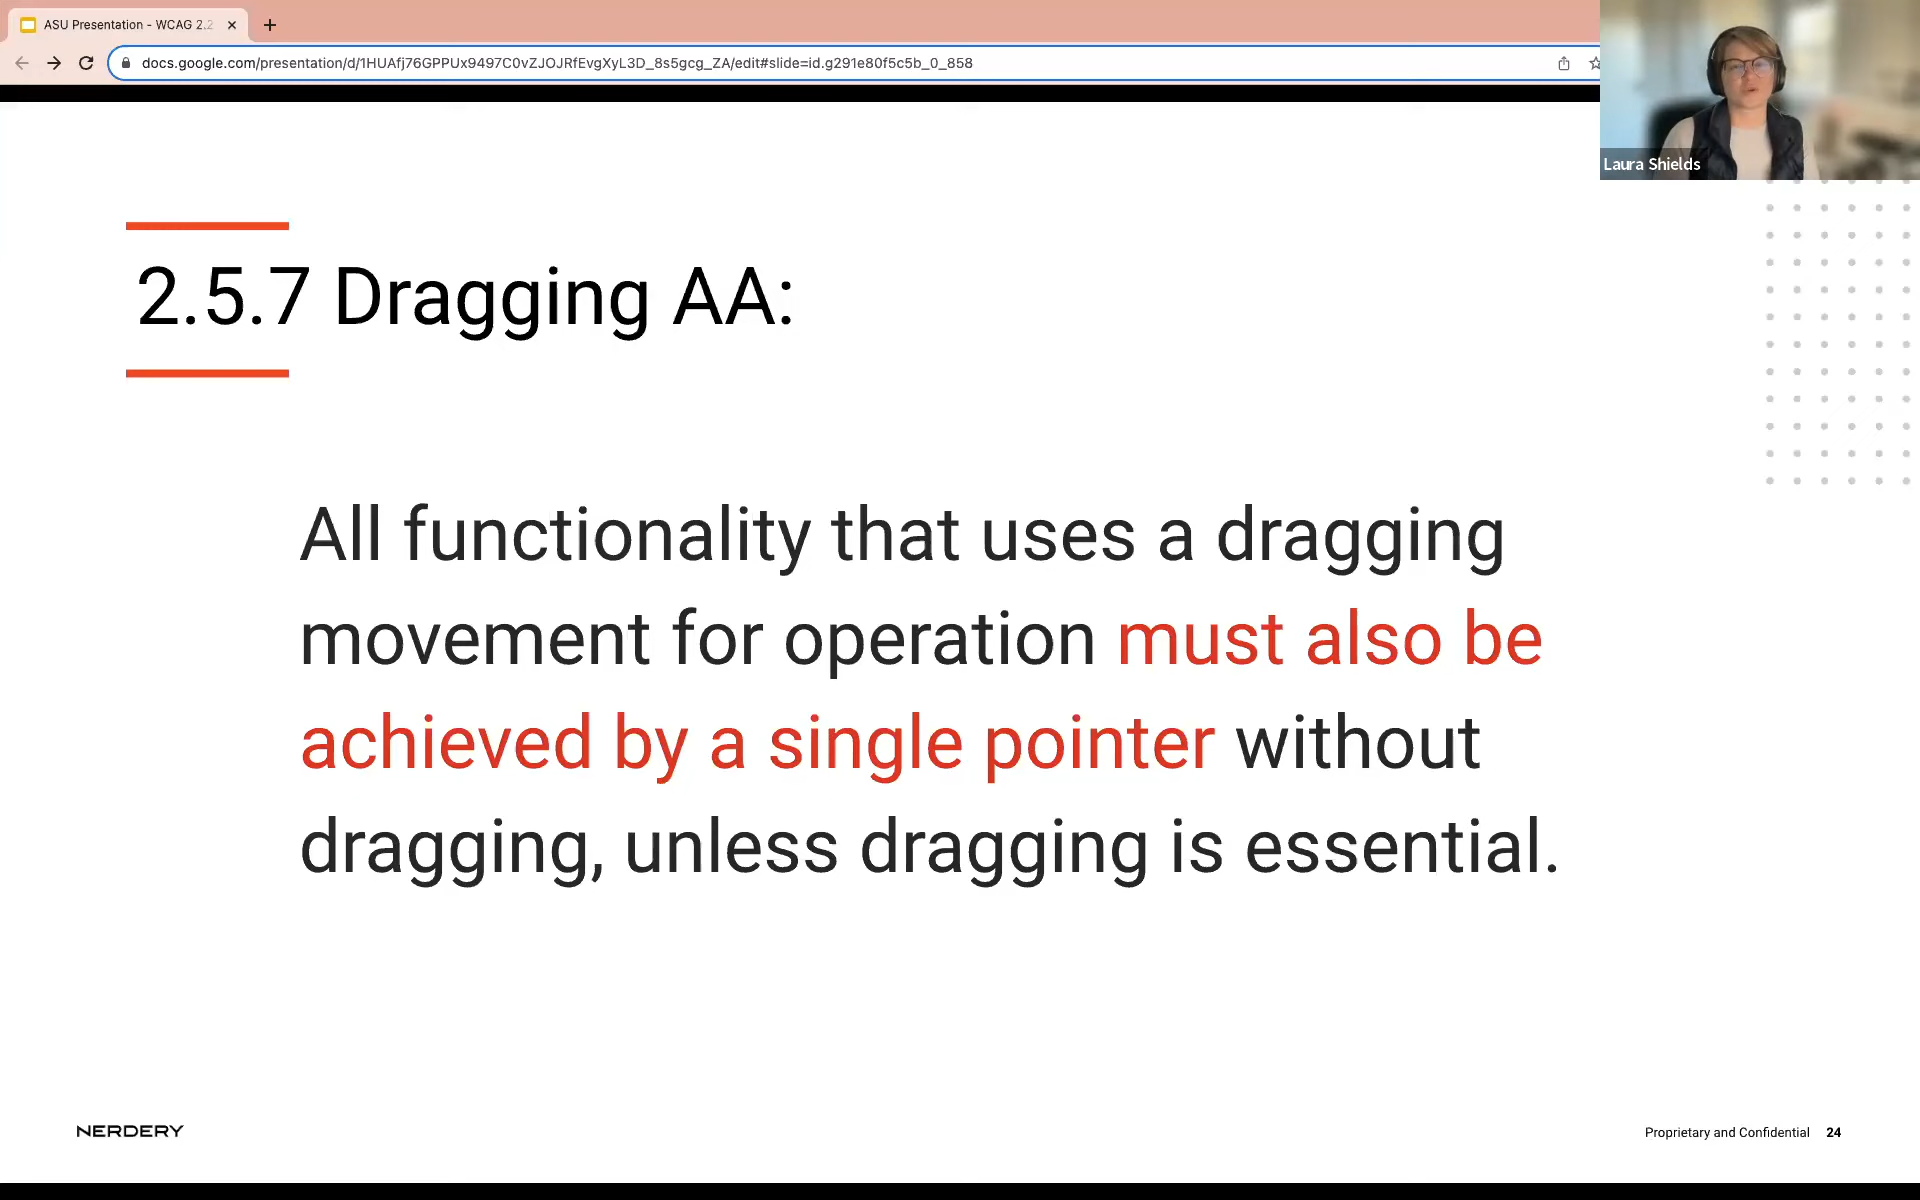 ASU Presentation - WCAG 2.2
docs.google.com/presentation/d/1HUAfj76GPPUx9497C0vZJOJRfEvgXyL3D_8s5gcg_ZA/edit#slide=id.g291e80f5c5b_0_858
Laura Shields
2.5.7 Dragging AA:
All functionality that uses a dragging
movement for operation must also be
achieved by a single pointer without
dragging, unless dragging is essential.
NERDERY
Proprietary and Confidential 24